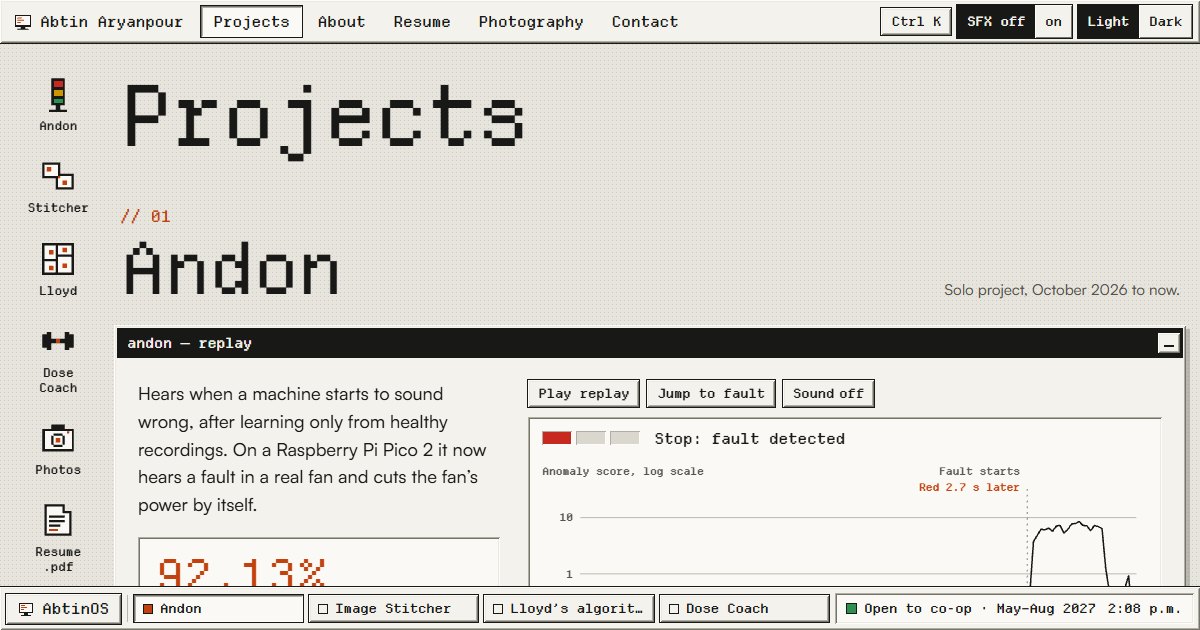 Abtin Aryanpour Projects About Resume Photography Contact Ctrl K SFX off on Light Dark
Projects
Andon
Stitcher
Lloyd
Dose
Coach
Photos
Resume
.pdf
// 01
Andon
Solo project, October 2026 to now.
andon — replay
Hears when a machine starts to sound
wrong, after learning only from healthy
recordings. On a Raspberry Pi Pico 2 it now
hears a fault in a real fan and cuts the fan's
power by itself.
92.13%
Play replay Jump to fault Sound off
Stop: fault detected
Anomaly score, log scale
Fault starts
Red 2.7 s later
10
1
AbtinOS Andon Image Stitcher Lloyd's algorit… Dose Coach Open to co-op · May–Aug 2027 2:08 p.m.